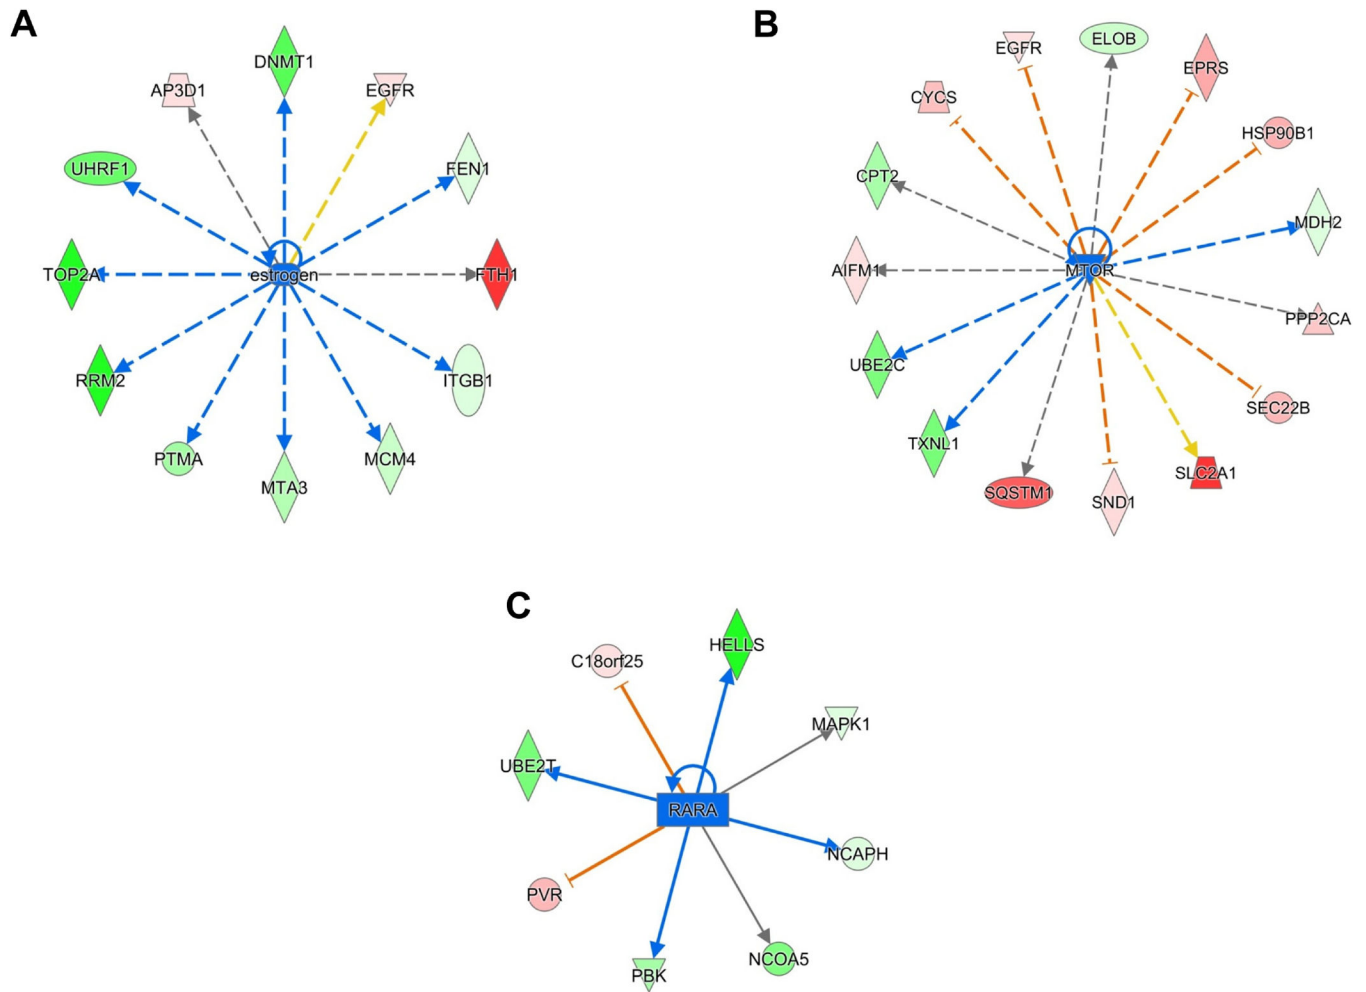 A
DNMT1
AP3D1
EGFR
UHRF1
FEN1
TOP2A
estrogen
FTH1
RRM2
ITGB1
PTMA
MCM4
MTA3
B
EGFR
ELOB
EPRS
CYCS
HSP90B1
CPT2
MDH2
AIFM1
MTOR
PPP2CA
UBE2C
SEC22B
TXNL1
SLC2A1
SQSTM1
SND1
C
HELLS
C18orf25
MAPK1
UBE2T
RARA
NCAPH
PVR
NCOA5
PBK